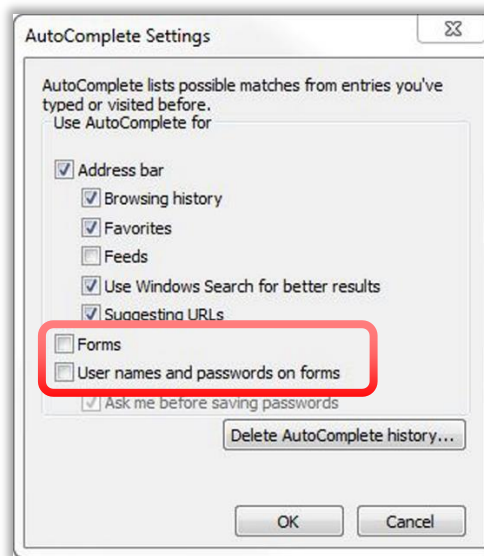 AutoComplete Settings
AutoComplete lists possible matches from entries you've
typed or visited before.
Use AutoComplete for
Address bar
Browsing history
Favorites
Feeds
Use Windows Search for better results
Suggesting URLs
Forms
User names and passwords on forms
Ask me before saving passwords
Delete AutoComplete history...
OK
Cancel